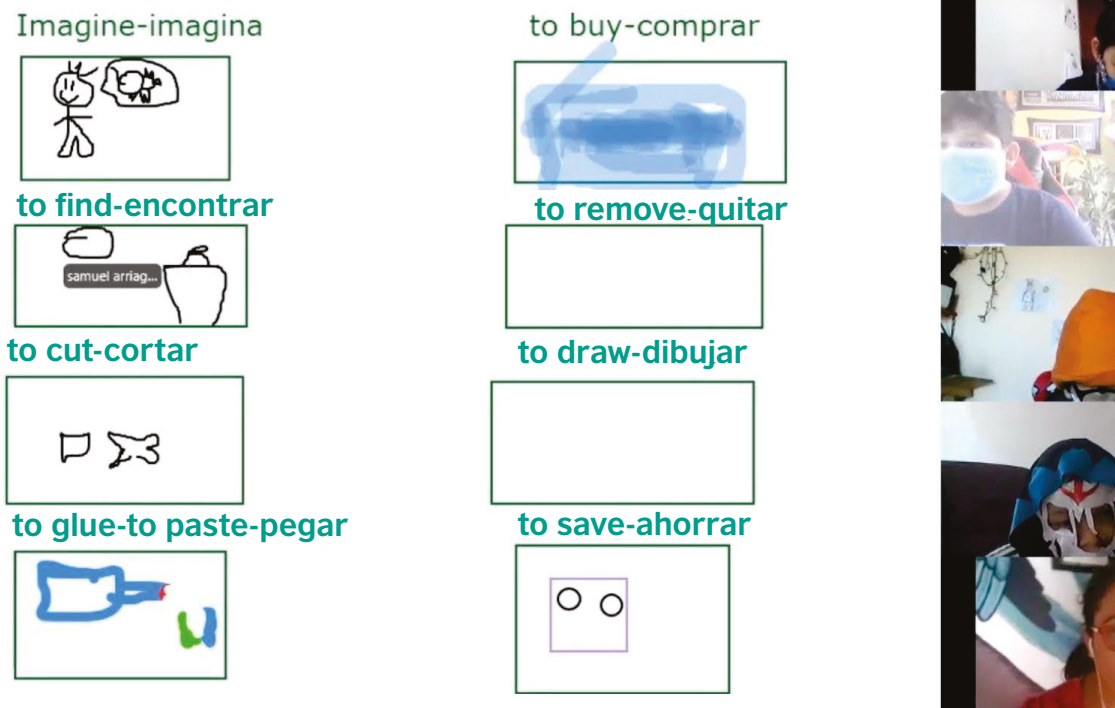 Imagine-imagina
to buy-comprar
to find-encontrar
to remove-quitar
samuel arriag...
to cut-cortar
to draw-dibujar
to glue-to paste-pegar
to save-ahorrar